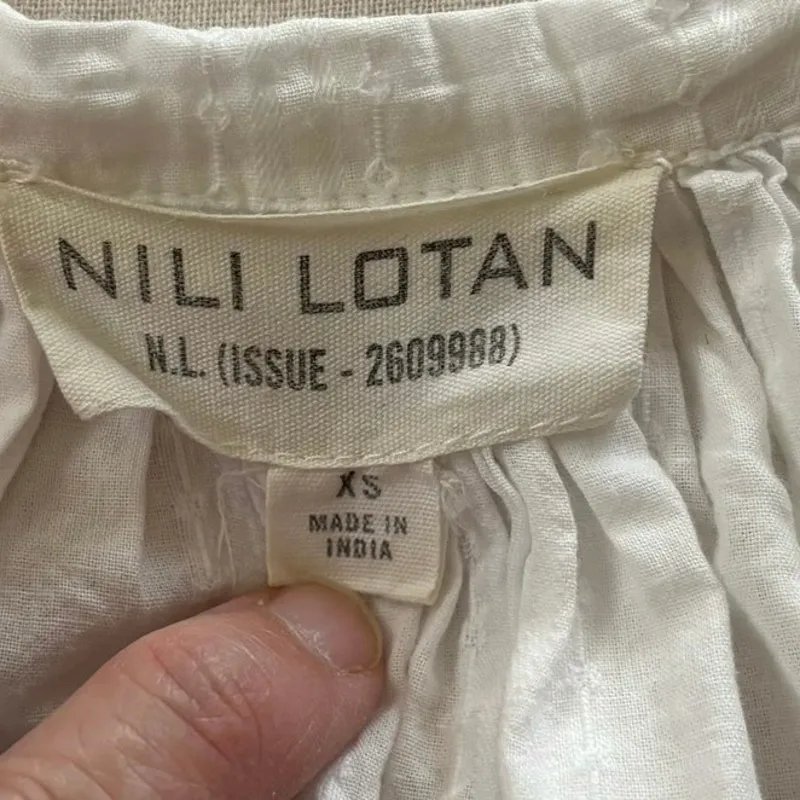 NILI LOTAN
N.L. (ISSUE - 2609988)
XS
MADE IN
INDIA